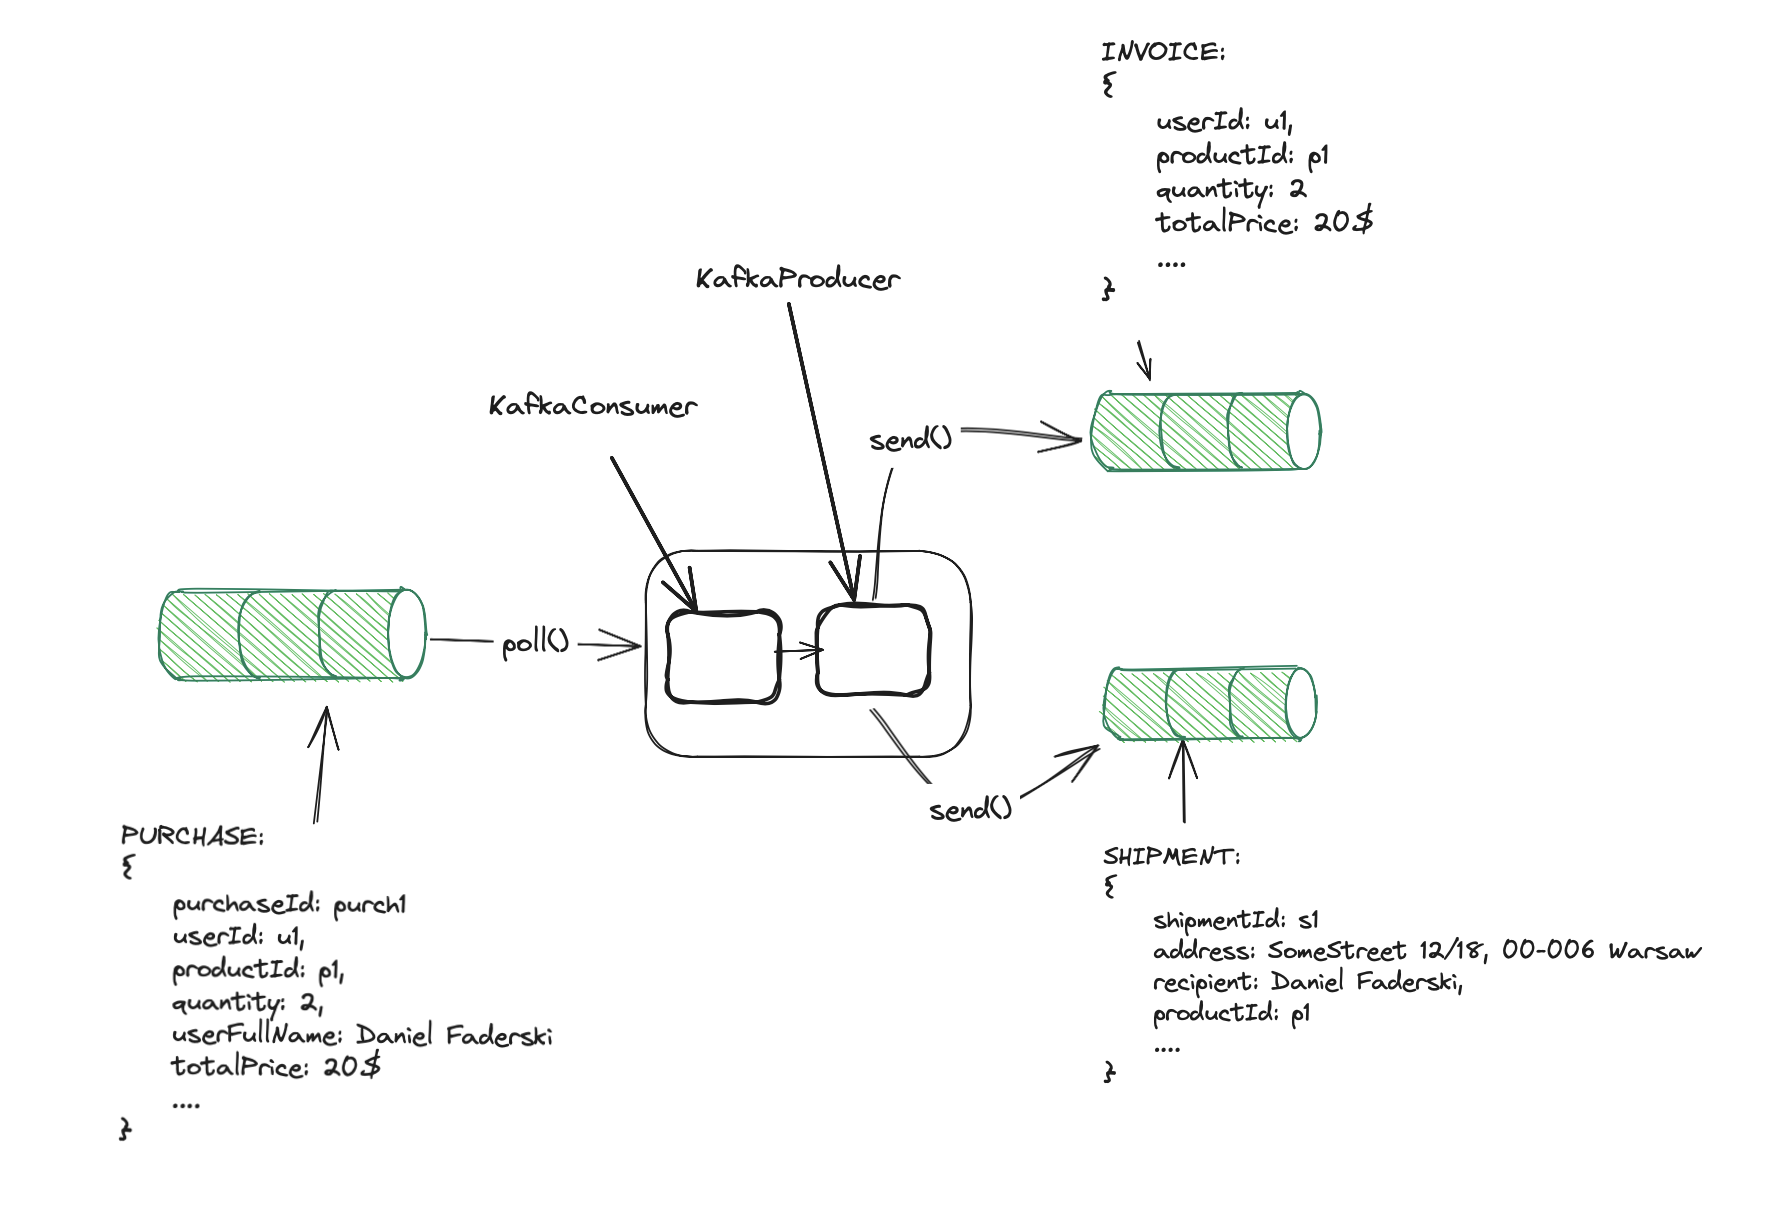 INVOICE:
{
userId: u1,
productId: p1
quantity: 2
totalPrice: 20$
....
}
KafkaProducer
KafkaConsumer
send()
poll()
send()
PURCHASE:
{
purchaseId: purch1
userId: u1,
productId: p1,
quantity: 2,
userFullName: Daniel Faderski
totalPrice: 20$
....
}
SHIPMENT:
{
shipmentId: s1
address: SomeStreet 12/18, 00-006 Warsaw
recipient: Daniel Faderski,
productId: p1
....
}